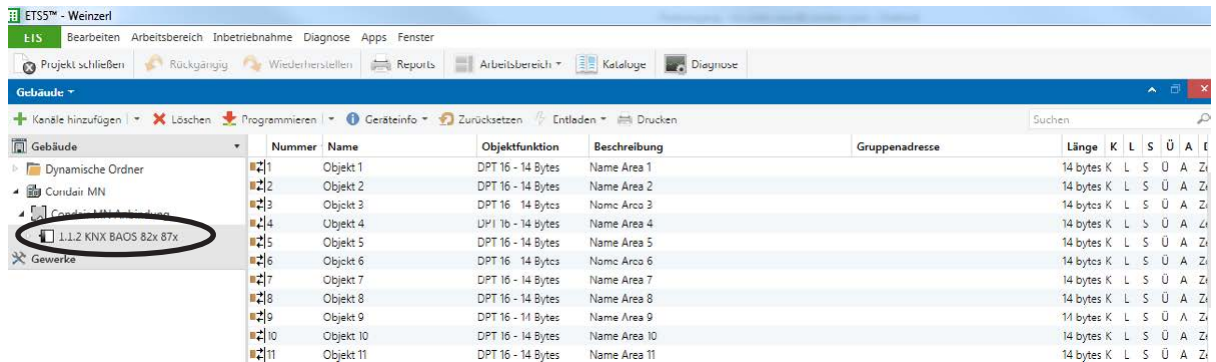 ETS5™ - Weinzerl
ETS Bearbeiten Arbeitsbereich Inbetriebnahme Diagnose Apps Fenster
Projekt schließen Rückgängig Wiederherstellen Reports Arbeitsbereich Kataloge Diagnose
Gebäude
Kanäle hinzufügen Löschen Programmieren Geräteinfo Zurücksetzen Entladen Drucken Suchen
Gebäude Nummer Name Objektfunktion Beschreibung Gruppenadresse Länge K L S Ü A
Dynamische Ordner 1 Objekt 1 DPT 16 - 14 Bytes Name Area 1 14 bytes K L S Ü A
Condair MN 2 Objekt 2 DPT 16 - 14 Bytes Name Area 2 14 bytes K L S Ü A
Condair MN Anbindung 3 Objekt 3 DPT 16 - 14 Bytes Name Area 3 14 bytes K L S Ü A
4 Objekt 4 DPT 16 - 14 Bytes Name Area 4 14 bytes K L S Ü A
1.1.2 KNX BAOS 82x 87x 5 Objekt 5 DPT 16 - 14 Bytes Name Area 5 14 bytes K L S Ü A
Gewerke 6 Objekt 6 DPT 16 - 14 Bytes Name Area 6 14 bytes K L S Ü A
7 Objekt 7 DPT 16 - 14 Bytes Name Area 7 14 bytes K L S Ü A
8 Objekt 8 DPT 16 - 14 Bytes Name Area 8 14 bytes K L S Ü A
9 Objekt 9 DPT 16 - 14 Bytes Name Area 9 14 bytes K L S Ü A
10 Objekt 10 DPT 16 - 14 Bytes Name Area 10 14 bytes K L S Ü A
11 Objekt 11 DPT 16 - 14 Bytes Name Area 11 14 bytes K L S Ü A